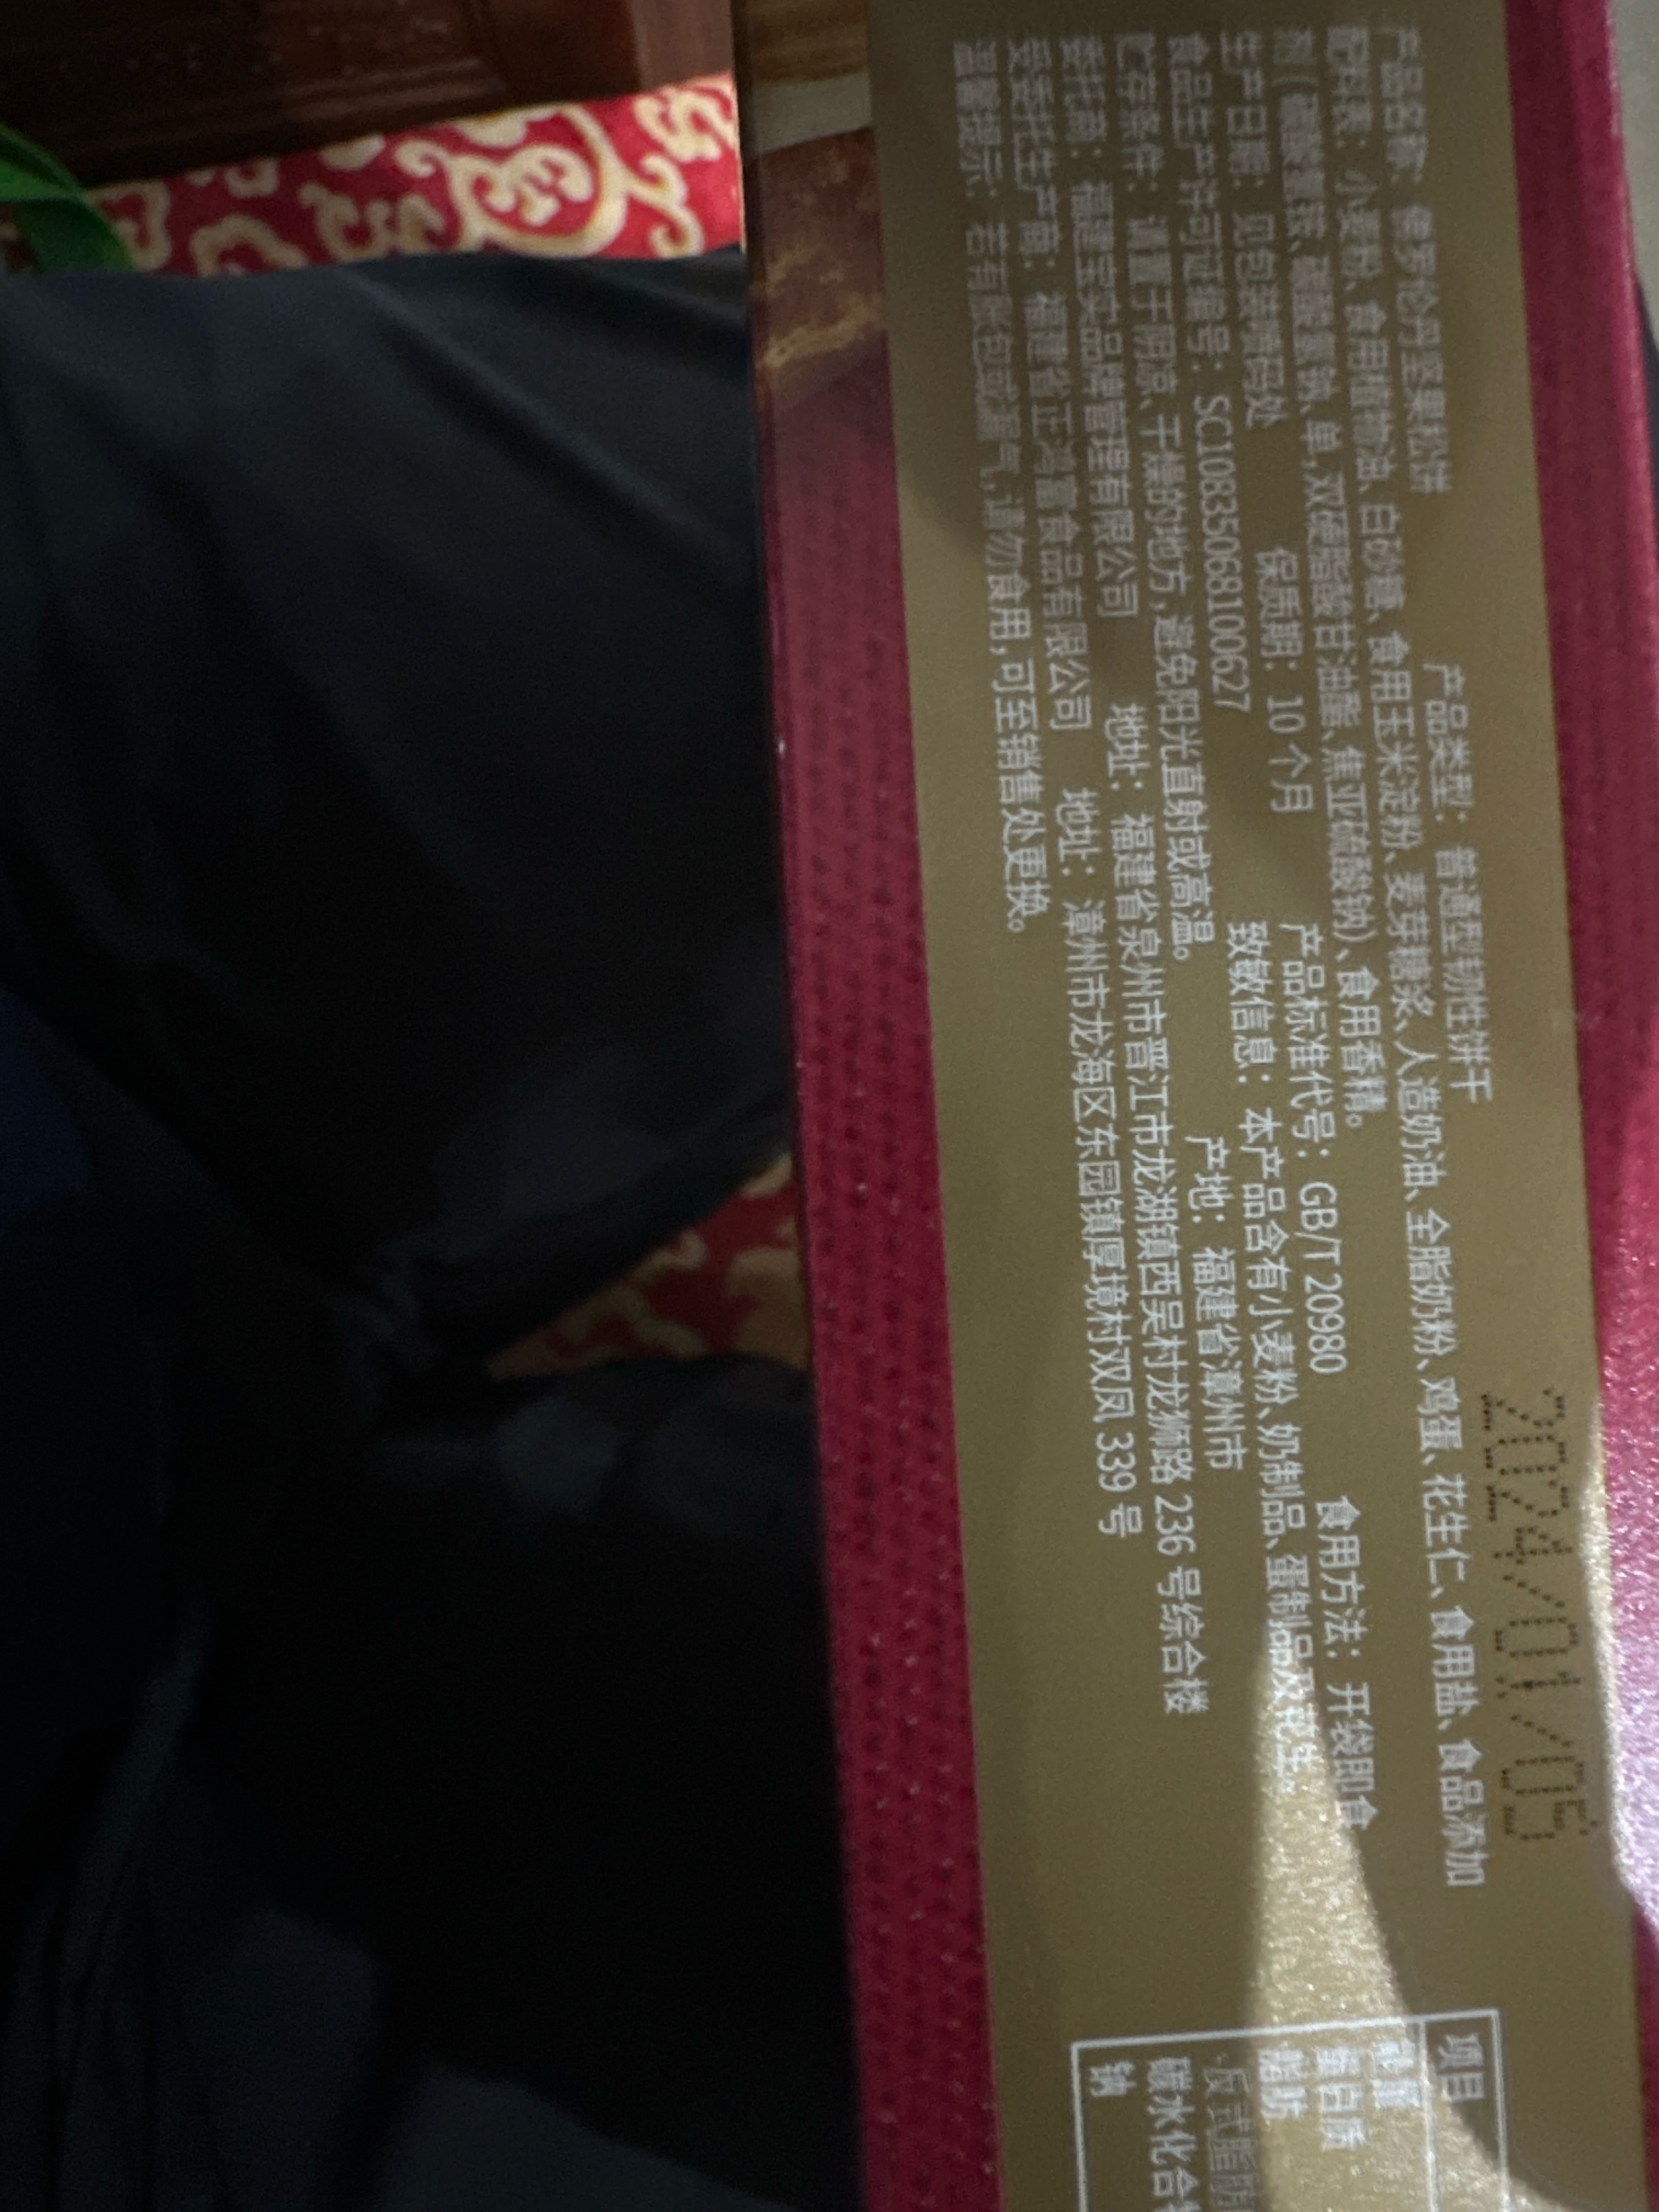 2024/01/05
产品名称：俄罗伦丹坚果松饼 产品类型：普通型韧性饼干
配料表：小麦粉、食用植物油、白砂糖、食用玉米淀粉、麦芽糖浆、人造奶油、全脂奶粉、鸡蛋、花生仁、食用盐、食品添加
剂（碳酸氢铵、碳酸氢钠、单,双硬脂酸甘油酯、焦亚硫酸钠）、食用香精。
生产日期：见包装喷码处 保质期：10个月 产品标准代号：GB/T 20980 食用方法：开袋即食
食品生产许可证编号：SC10835068100627 致敏信息：本产品含有小麦粉、奶制品、蛋制品及花生。
贮存条件：请置于阴凉、干燥的地方,避免阳光直射或高温。 产地：福建省漳州市
委托商：福建宝实品牌管理有限公司 地址：福建省泉州市晋江市龙湖镇西吴村龙狮路236号综合楼
受委托生产商：福建省正鸿富食品有限公司 地址：漳州市龙海区东园镇厚境村双凤339号
温馨提示：若有胀包或漏气,请勿食用,可至销售处更换。
项目
能量
蛋白质
脂肪
反式脂肪
碳水化合
钠